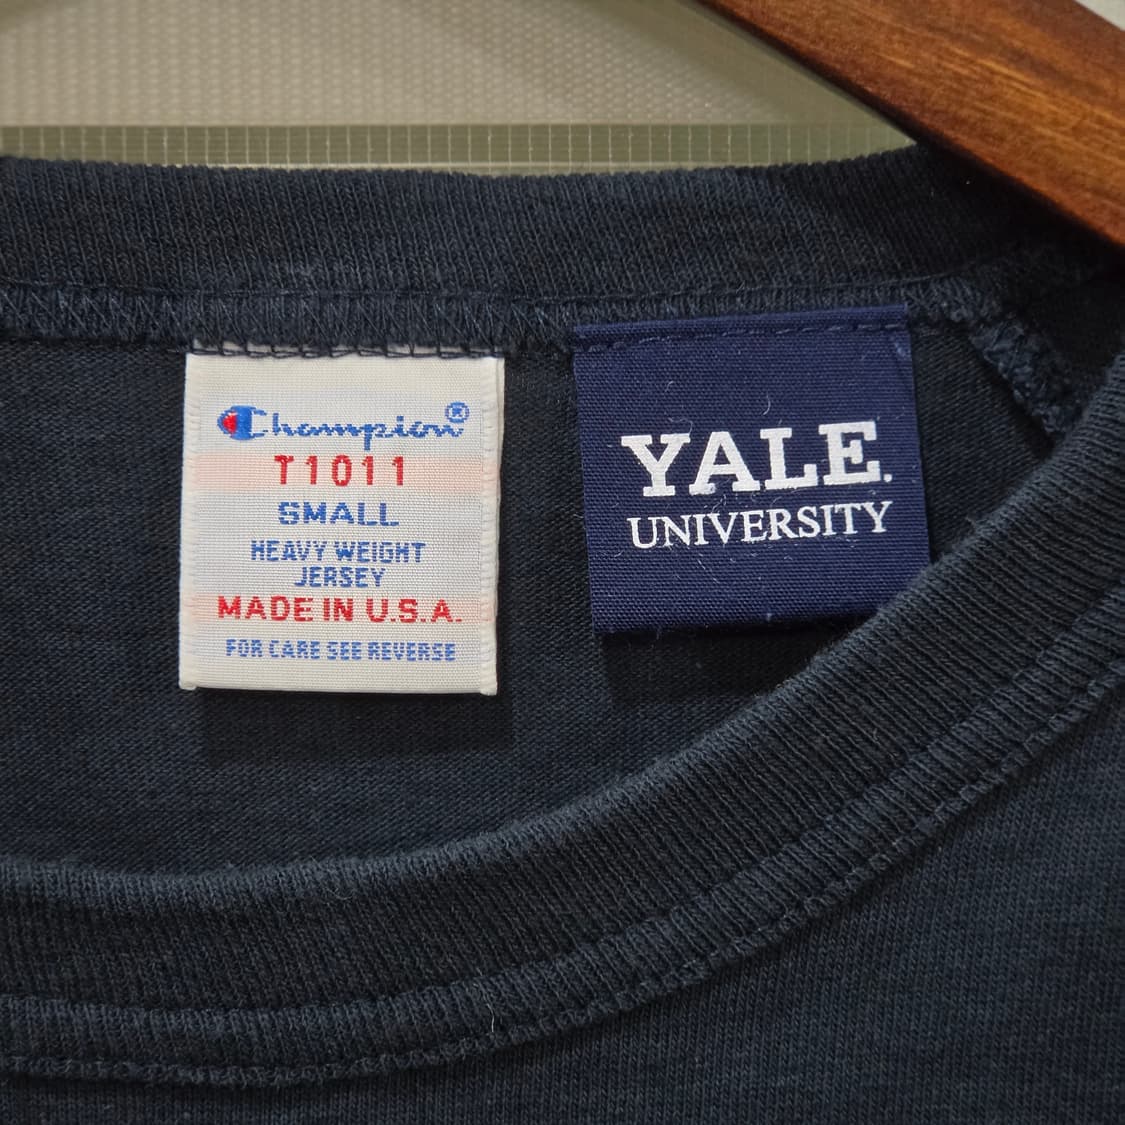 Champion®
T1011
SMALL
HEAVY WEIGHT
JERSEY
MADE IN U.S.A.
FOR CARE SEE REVERSE
YALE.
UNIVERSITY